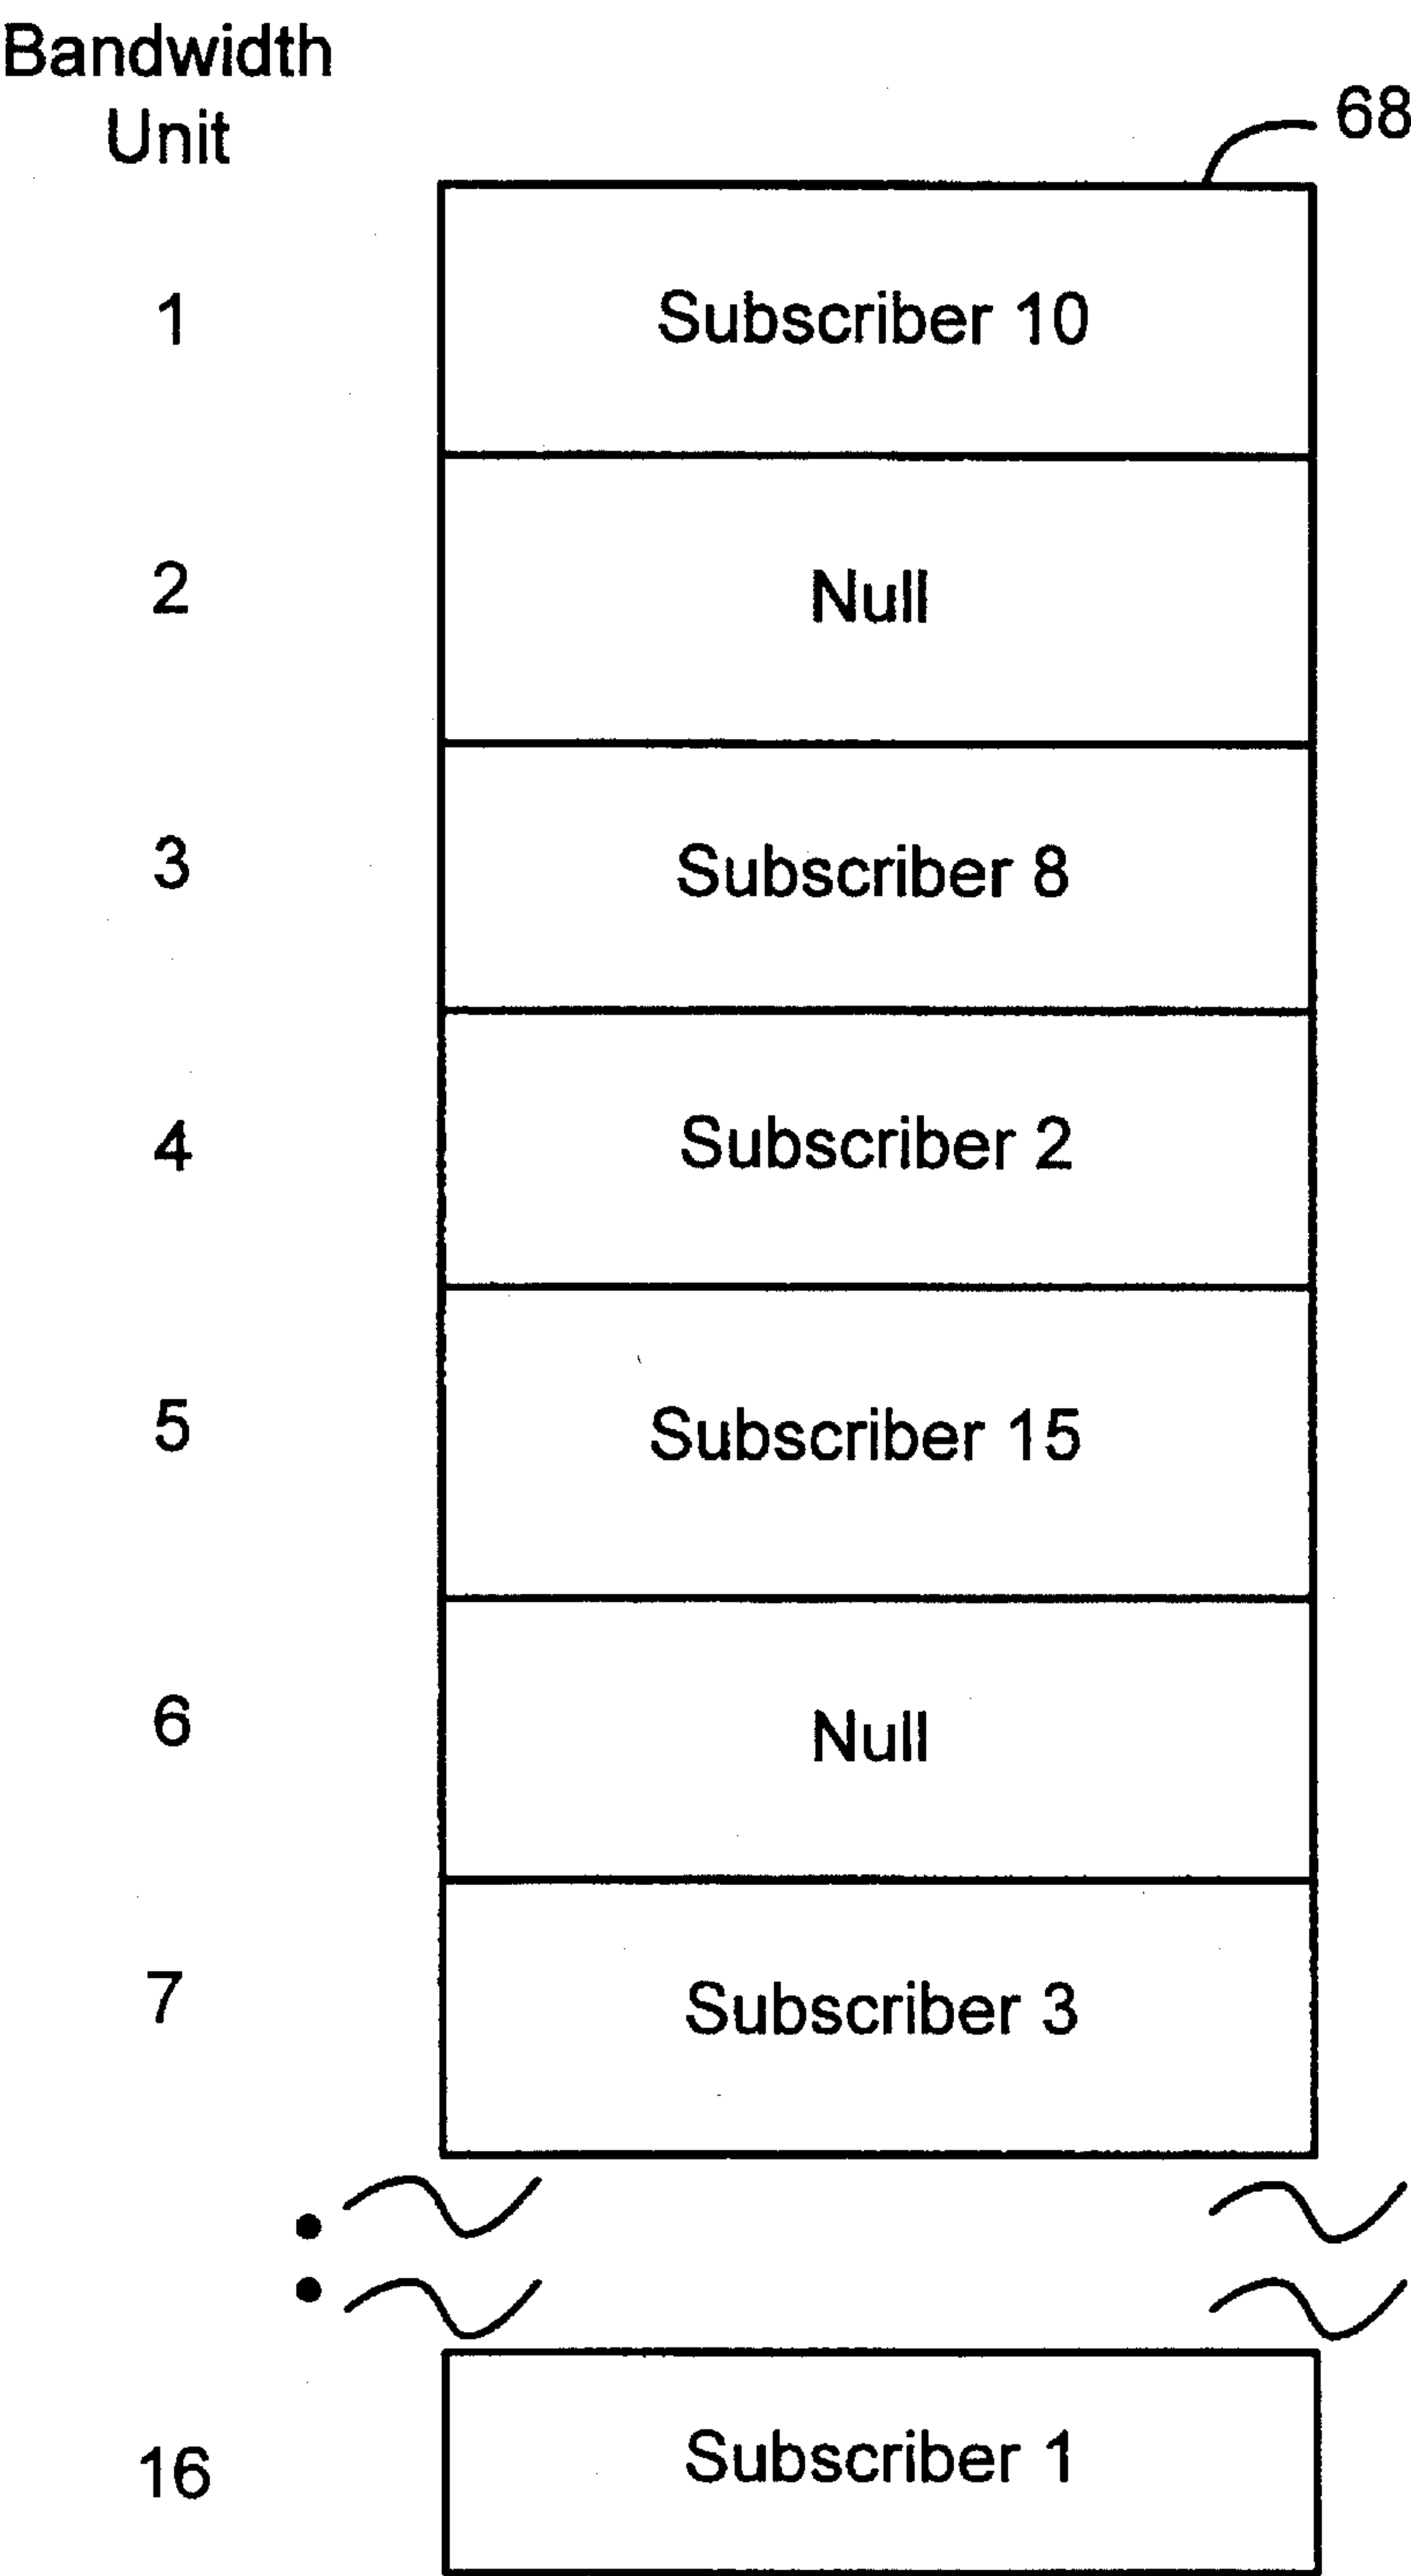 Bandwidth
Unit
68
1 Subscriber 10
2 Null
3 Subscriber 8
4 Subscriber 2
5 Subscriber 15
6 Null
7 Subscriber 3
16 Subscriber 1